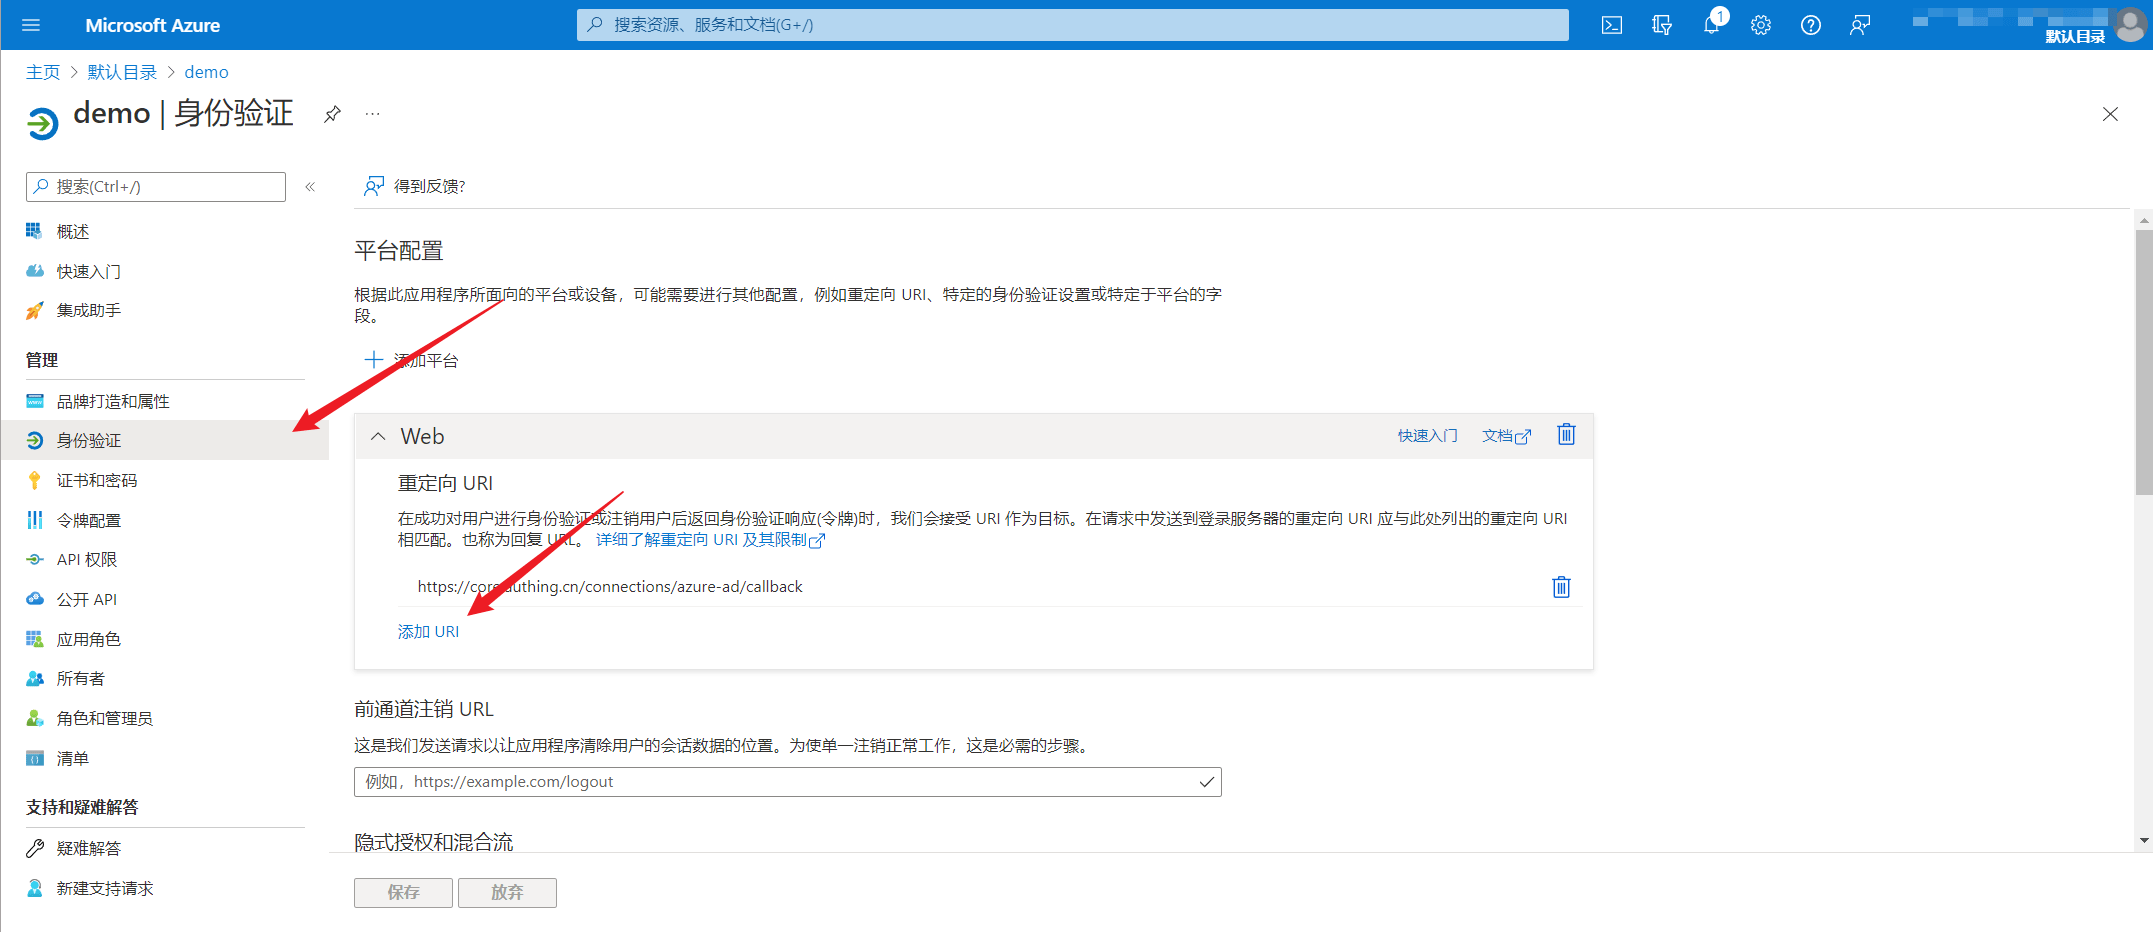 Microsoft Azure
搜索资源、服务和文档(G+/)
1
默认目录
主页 > 默认目录 > demo
demo | 身份验证
搜索(Ctrl+/)
«
概述
快速入门
集成助手
管理
品牌打造和属性
身份验证
证书和密码
令牌配置
API 权限
公开 API
应用角色
所有者
角色和管理员
清单
支持和疑难解答
疑难解答
新建支持请求
得到反馈?
平台配置
根据此应用程序所面向的平台或设备，可能需要进行其他配置，例如重定向 URI、特定的身份验证设置或特定于平台的字
段。
添加平台
Web
快速入门
文档
重定向 URI
在成功对用户进行身份验证或注销用户后返回身份验证响应(令牌)时，我们会接受 URI 作为目标。在请求中发送到登录服务器的重定向 URI 应与此处列出的重定向 URI
相匹配。也称为回复 URL。 详细了解重定向 URI 及其限制
https://core.authing.cn/connections/azure-ad/callback
添加 URI
前通道注销 URL
这是我们发送请求以让应用程序清除用户的会话数据的位置。为使单一注销正常工作，这是必需的步骤。
例如，https://example.com/logout
隐式授权和混合流
保存
放弃